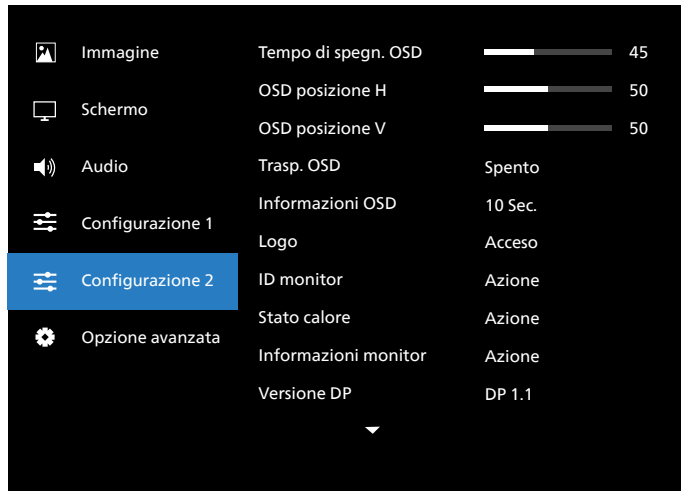 Immagine
Schermo
Audio
Configurazione 1
Configurazione 2
Opzione avanzata
Tempo di spegn. OSD 45
OSD posizione H 50
OSD posizione V 50
Trasp. OSD Spento
Informazioni OSD 10 Sec.
Logo Acceso
ID monitor Azione
Stato calore Azione
Informazioni monitor Azione
Versione DP DP 1.1